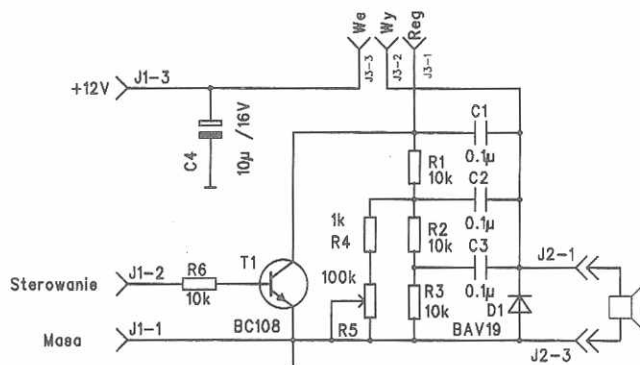 We
Wy
Reg
J3-3
J3-2
J3-1
+12V
J1-3
C4
10µ /16V
C1
0.1µ
R1
10k
C2
0.1µ
1k
R4
R2
10k
C3
0.1µ
T1
R6
10k
Sterowanie
J1-2
100k
R5
R3
10k
D1
J2-1
Masa
J1-1
BC108
BAV19
J2-3